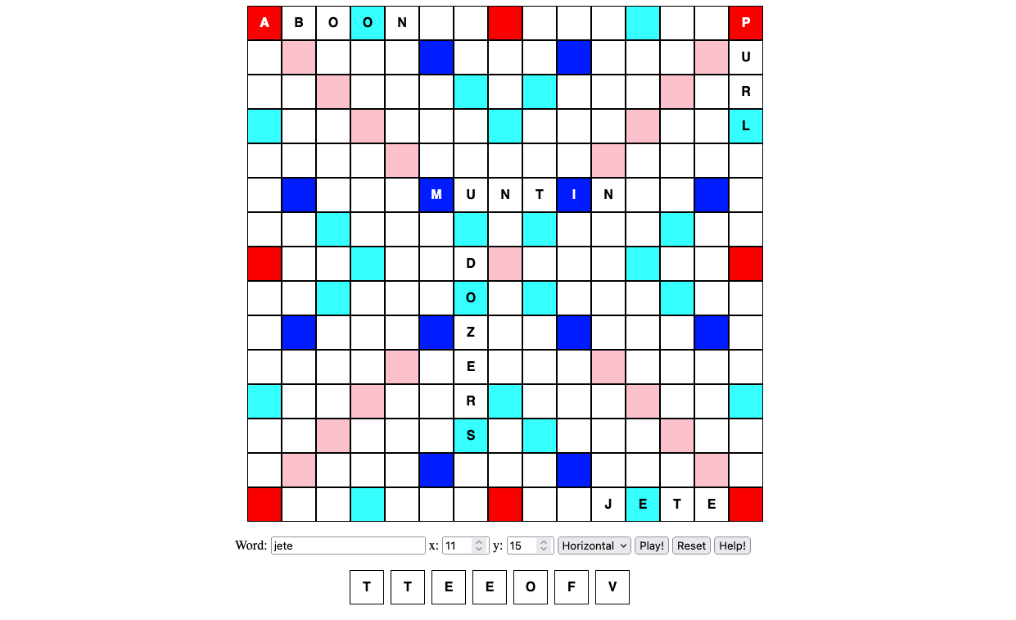 A B O O N P
U
R
L
M U N T I N
D
O
Z
E
R
S
J E T E
Word: jete x: 11 y: 15 Horizontal Play! Reset Help!
T T E E O F V